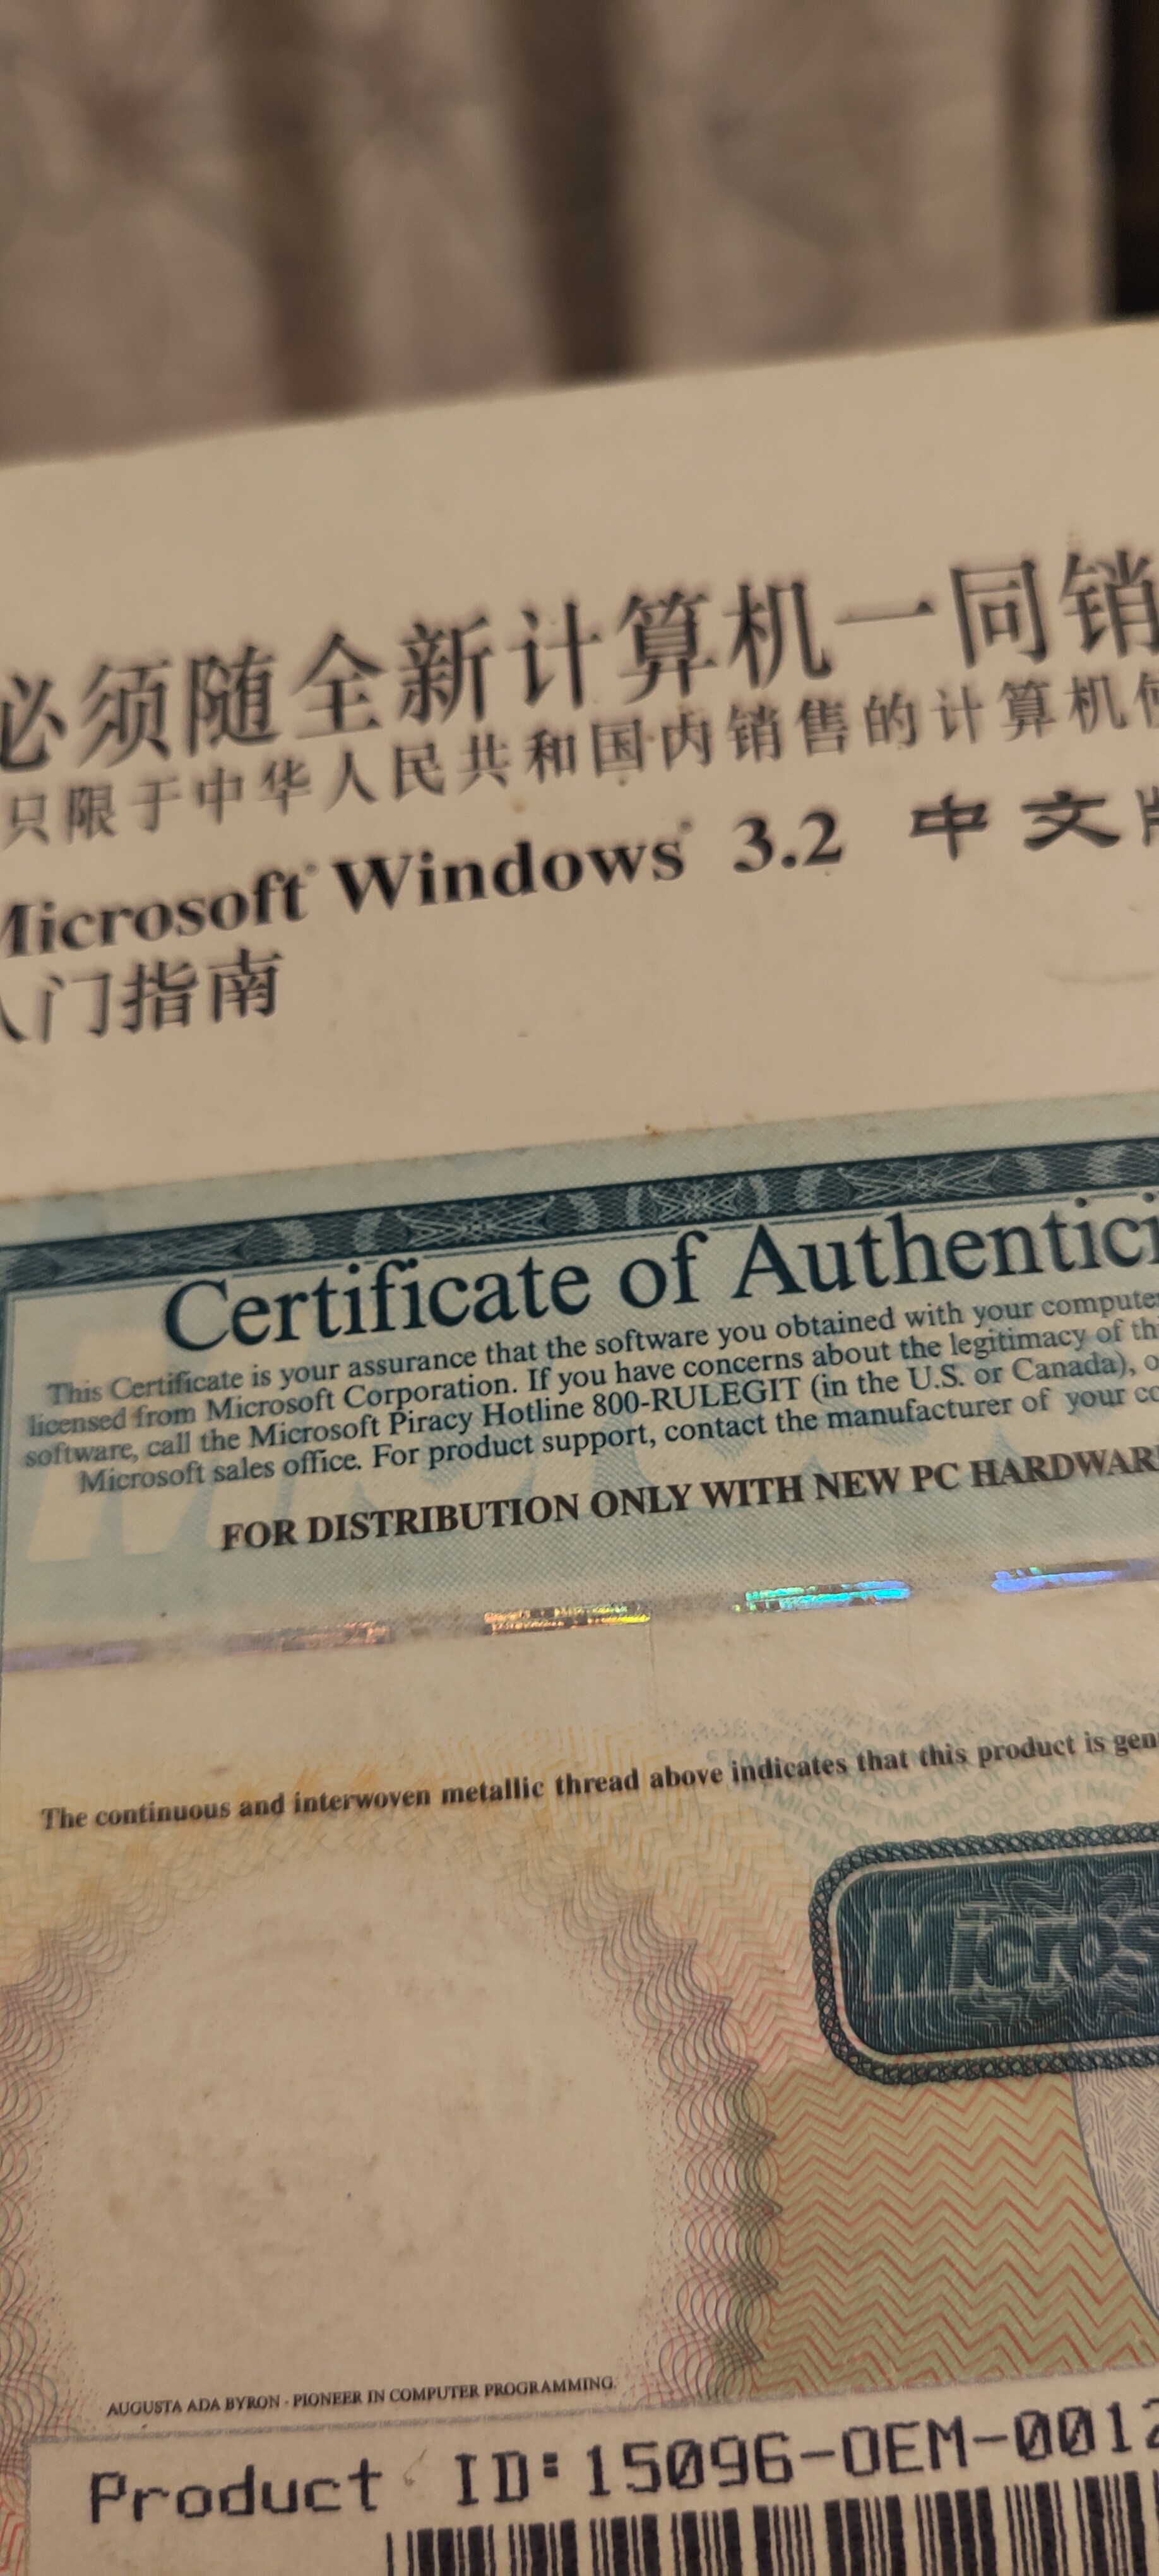 必须随全新计算机一同销
只限于中华人民共和国内销售的计算机使
Microsoft Windows 3.2 中文版
入门指南
Certificate of Authentici
This Certificate is your assurance that the software you obtained with your computer
licensed from Microsoft Corporation. If you have concerns about the legitimacy of th
software, call the Microsoft Piracy Hotline 800-RULEGIT (in the U.S. or Canada), o
Microsoft sales office. For product support, contact the manufacturer of your co
FOR DISTRIBUTION ONLY WITH NEW PC HARDWAR
The continuous and interwoven metallic thread above indicates that this product is gen
Micros
AUGUSTA ADA BYRON - PIONEER IN COMPUTER PROGRAMMING.
Product ID:15096-OEM-0012